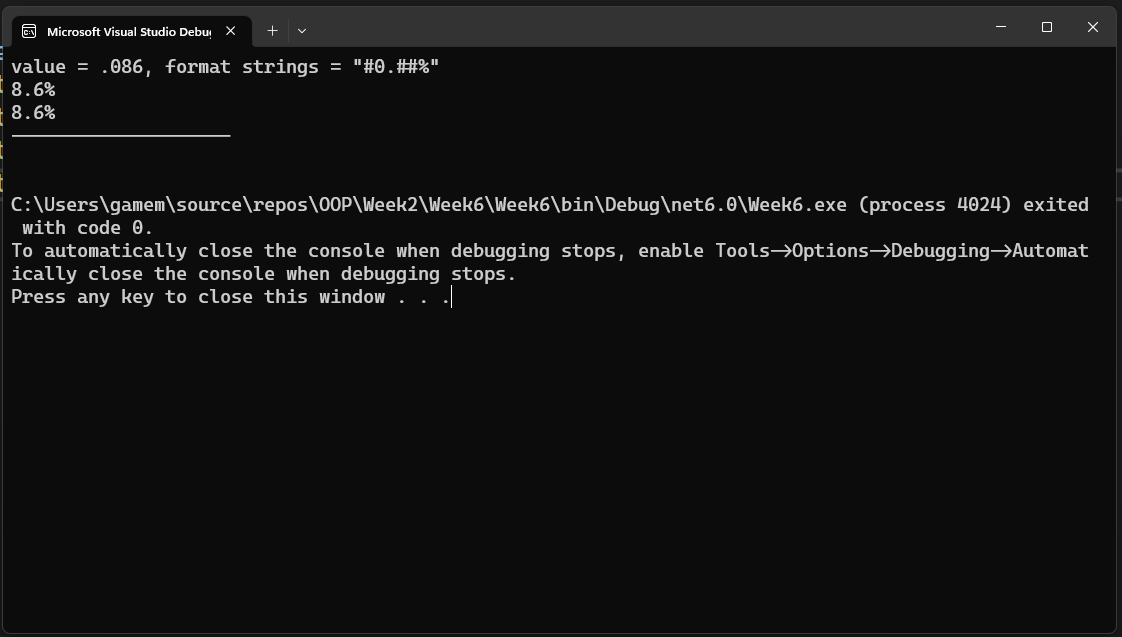 Microsoft Visual Studio Debug
value = .086, format strings = "#0.##%"
8.6%
8.6%
C:\Users\gamem\source\repos\OOP\Week2\Week6\Week6\bin\Debug\net6.0\Week6.exe (process 4024) exited
with code 0.
To automatically close the console when debugging stops, enable Tools->Options->Debugging->Automat
ically close the console when debugging stops.
Press any key to close this window . . .